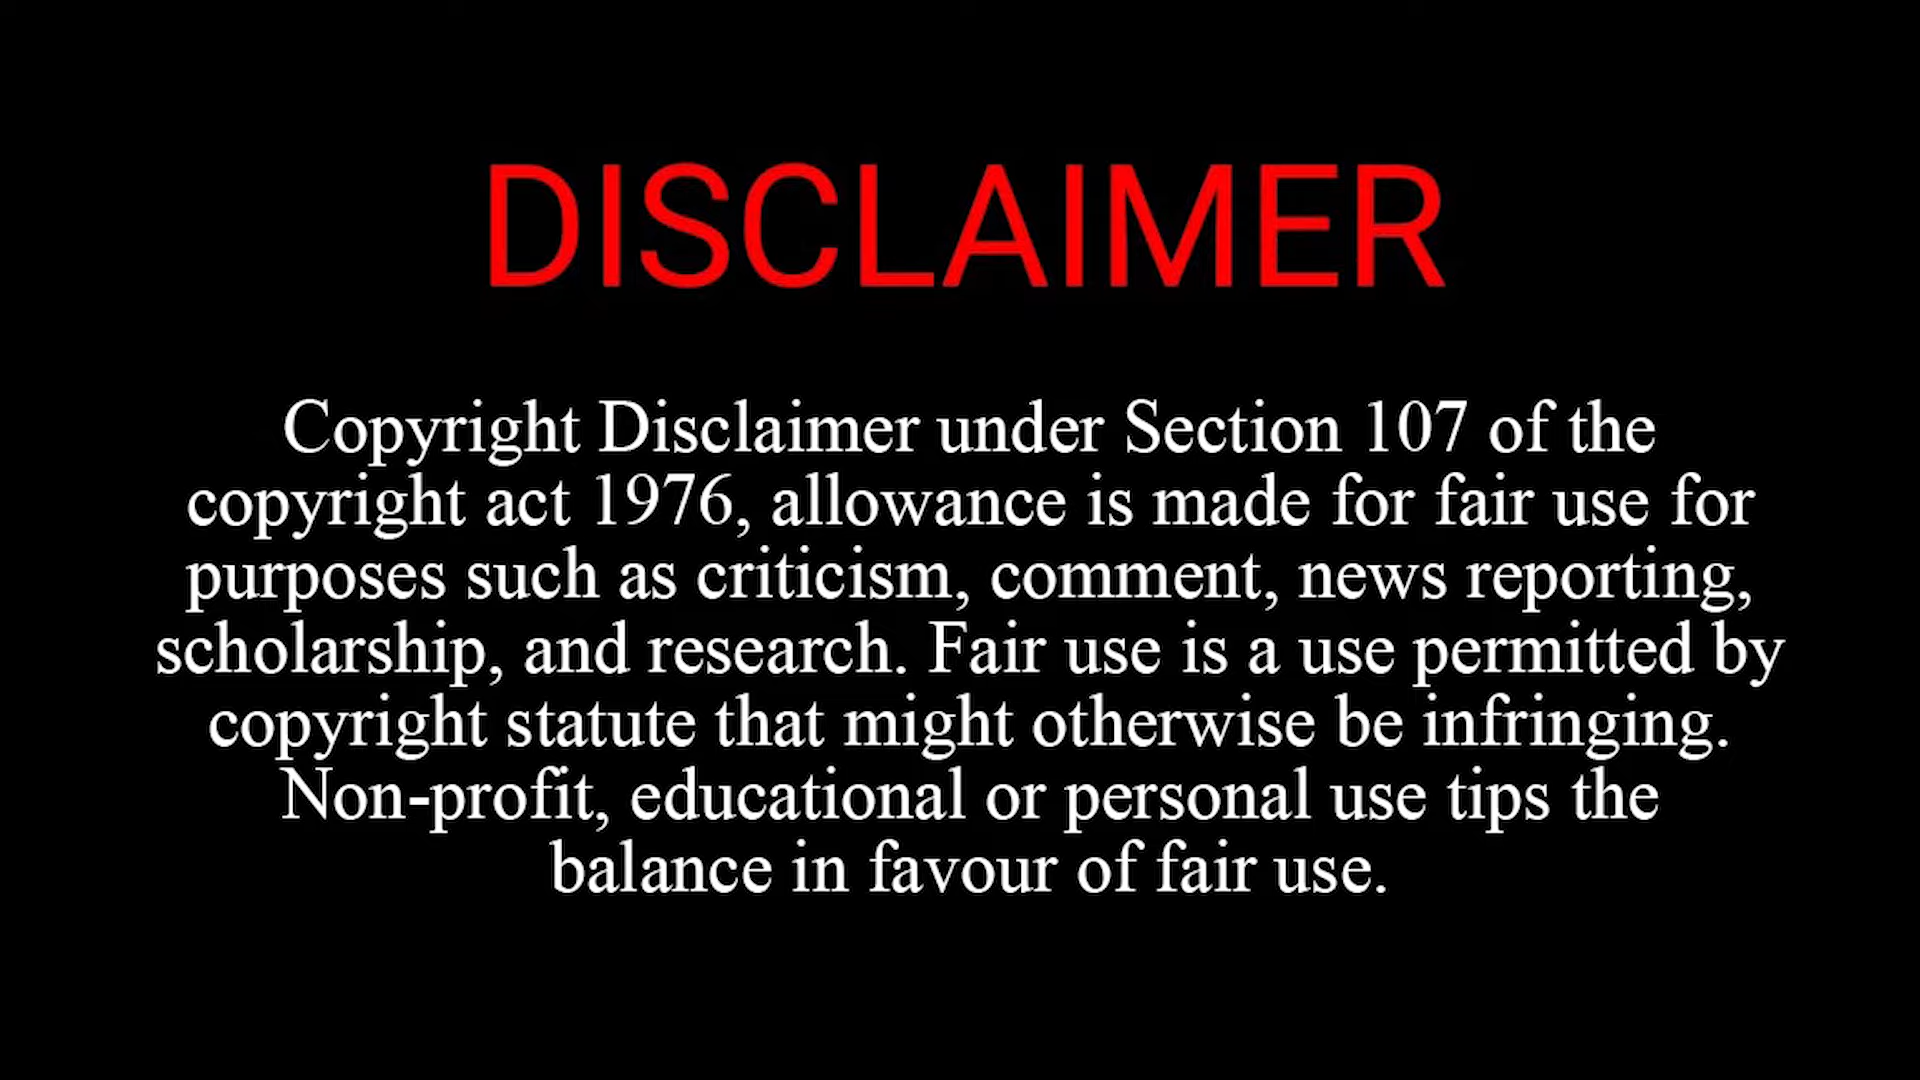 DISCLAIMER
Copyright Disclaimer under Section 107 of the
copyright act 1976, allowance is made for fair use for
purposes such as criticism, comment, news reporting,
scholarship, and research. Fair use is a use permitted by
copyright statute that might otherwise be infringing.
Non-profit, educational or personal use tips the
balance in favour of fair use.